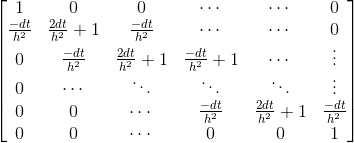 1 0 0 ⋯ ⋯ 0
-dt/h² 2dt/h² + 1 -dt/h² ⋯ ⋯ 0
0 -dt/h² 2dt/h² + 1 -dt/h² + 1 ⋯ ⋮
0 ⋯ ⋱ ⋱ ⋱ ⋮
0 0 ⋯ -dt/h² 2dt/h² + 1 -dt/h²
0 0 ⋯ 0 0 1